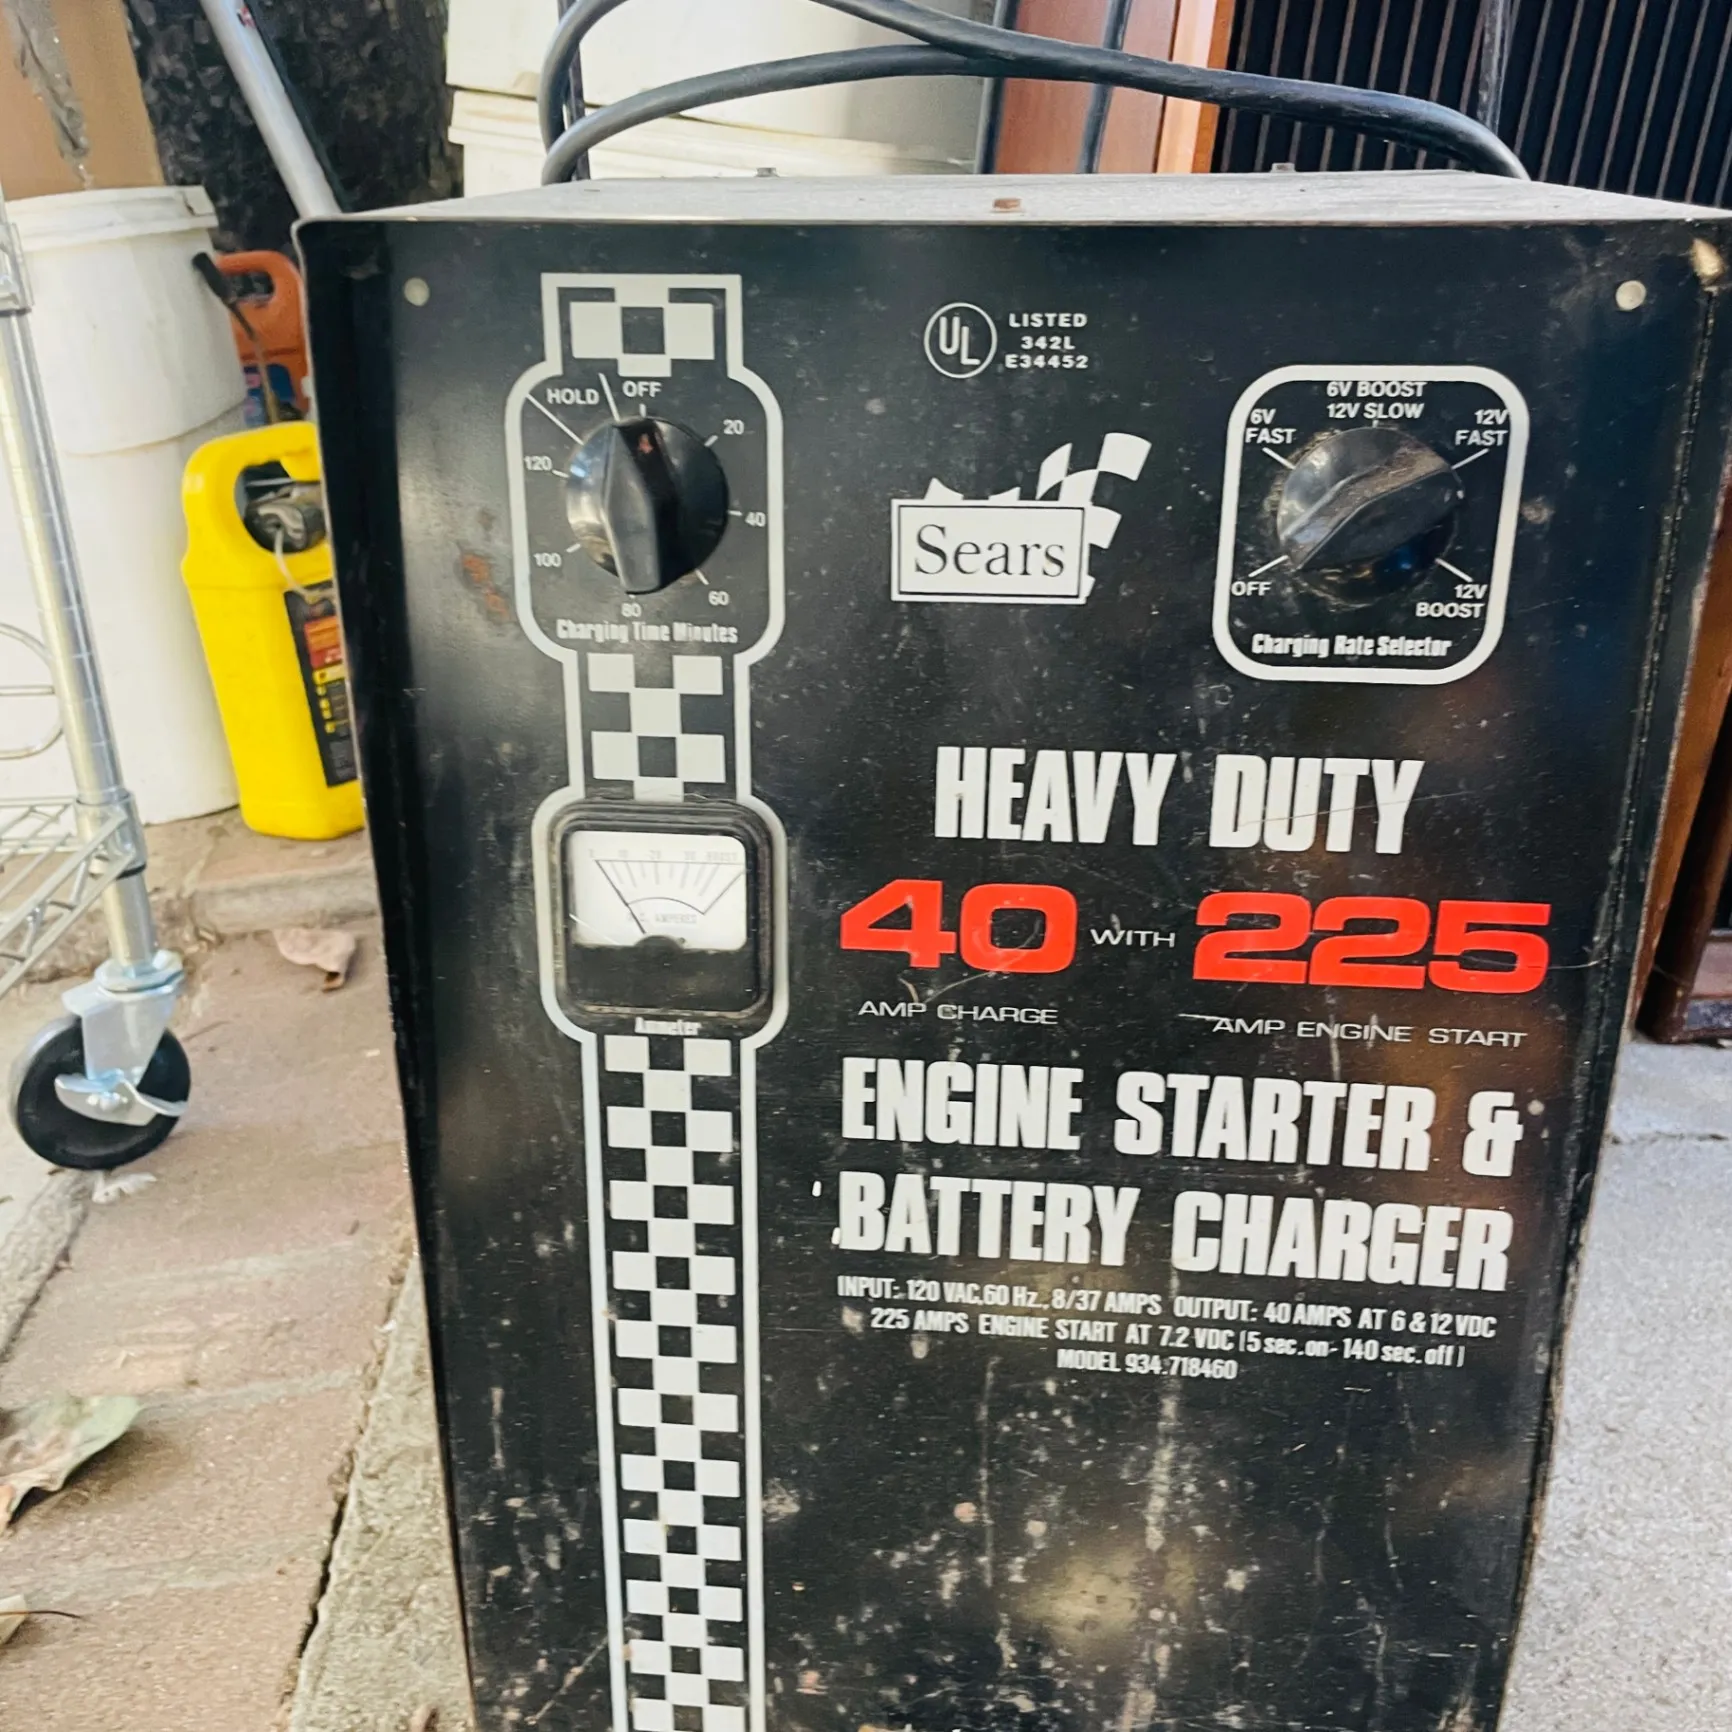 HOLD
OFF
20
40
60
80
100
120
Charging Time Minutes
UL
LISTED
342L
E34452
Sears
6V BOOST
12V SLOW
6V
FAST
12V
FAST
OFF
12V
BOOST
Charging Rate Selector
Ammeter
HEAVY DUTY
40 WITH 225
AMP CHARGE AMP ENGINE START
ENGINE STARTER &
BATTERY CHARGER
INPUT: 120 VAC, 60 Hz., 8/37 AMPS OUTPUT: 40 AMPS AT 6 & 12 VDC
225 AMPS ENGINE START AT 7.2 VDC (5 sec. on - 140 sec. off)
MODEL 934.718460